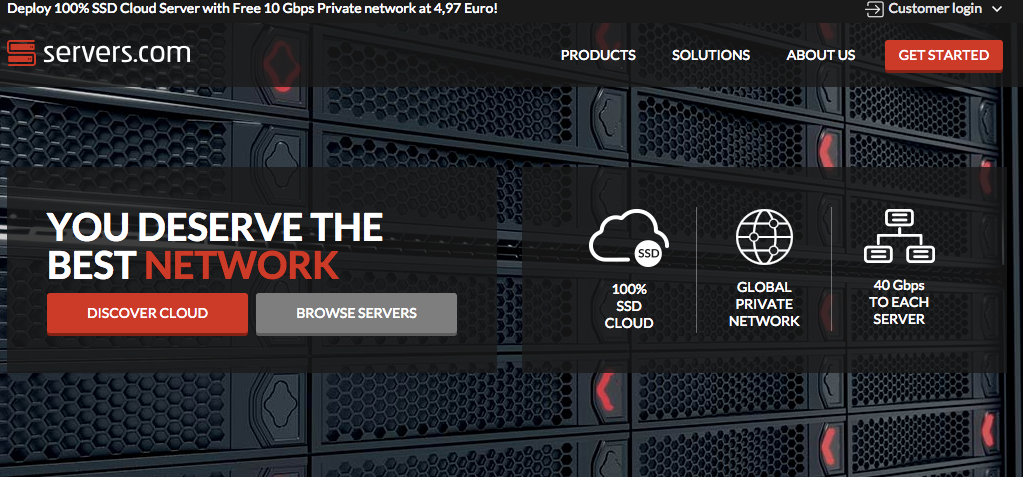 Deploy 100% SSD Cloud Server with Free 10 Gbps Private network at 4,97 Euro!
Customer login
servers.com
PRODUCTS
SOLUTIONS
ABOUT US
GET STARTED
YOU DESERVE THE
BEST NETWORK
DISCOVER CLOUD
BROWSE SERVERS
SSD
100%
SSD
CLOUD
GLOBAL
PRIVATE
NETWORK
40 Gbps
TO EACH
SERVER